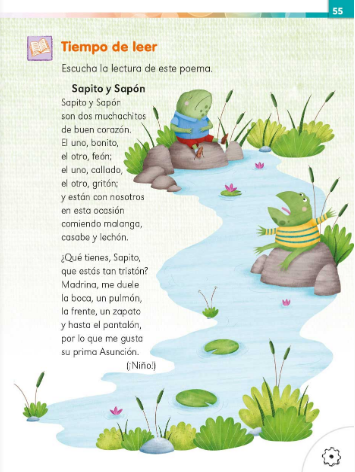 55
Tiempo de leer
Escucha la lectura de este poema.
Sapito y Sapón
Sapito y Sapón
son dos muchachitos
de buen corazón.
El uno, bonito,
el otro, feón;
el uno, callado,
el otro, gritón;
y están con nosotros
en esta ocasión
comiendo malanga,
casabe y lechón.
¿Qué tienes, Sapito,
que estás tan tristón?
Madrina, me duele
la boca, un pulmón,
la frente, un zapato
y hasta el pantalón,
por lo que me gusta
su prima Asunción.
(¡Niño!)